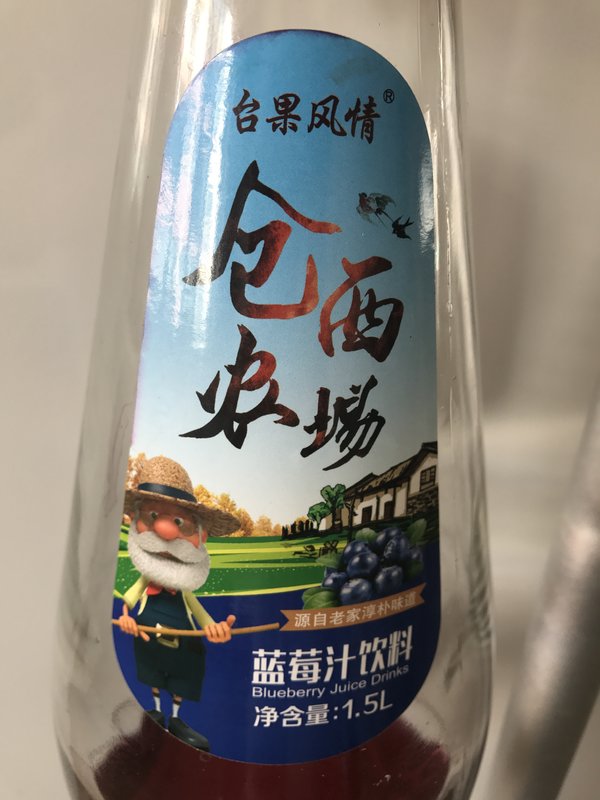 台果风情®
仓西
农场
源自老家淳朴味道
蓝莓汁饮料
Blueberry Juice Drinks
净含量:1.5L